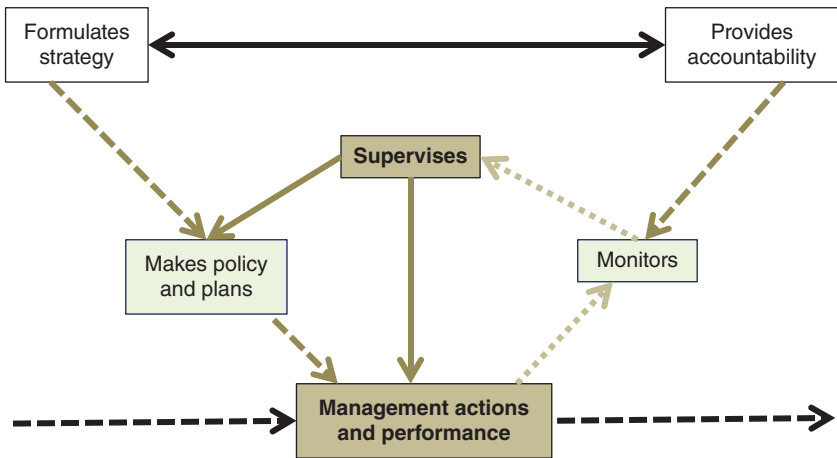 Formulates
strategy
Provides
accountability
Supervises
Makes policy
and plans
Monitors
Management actions
and performance